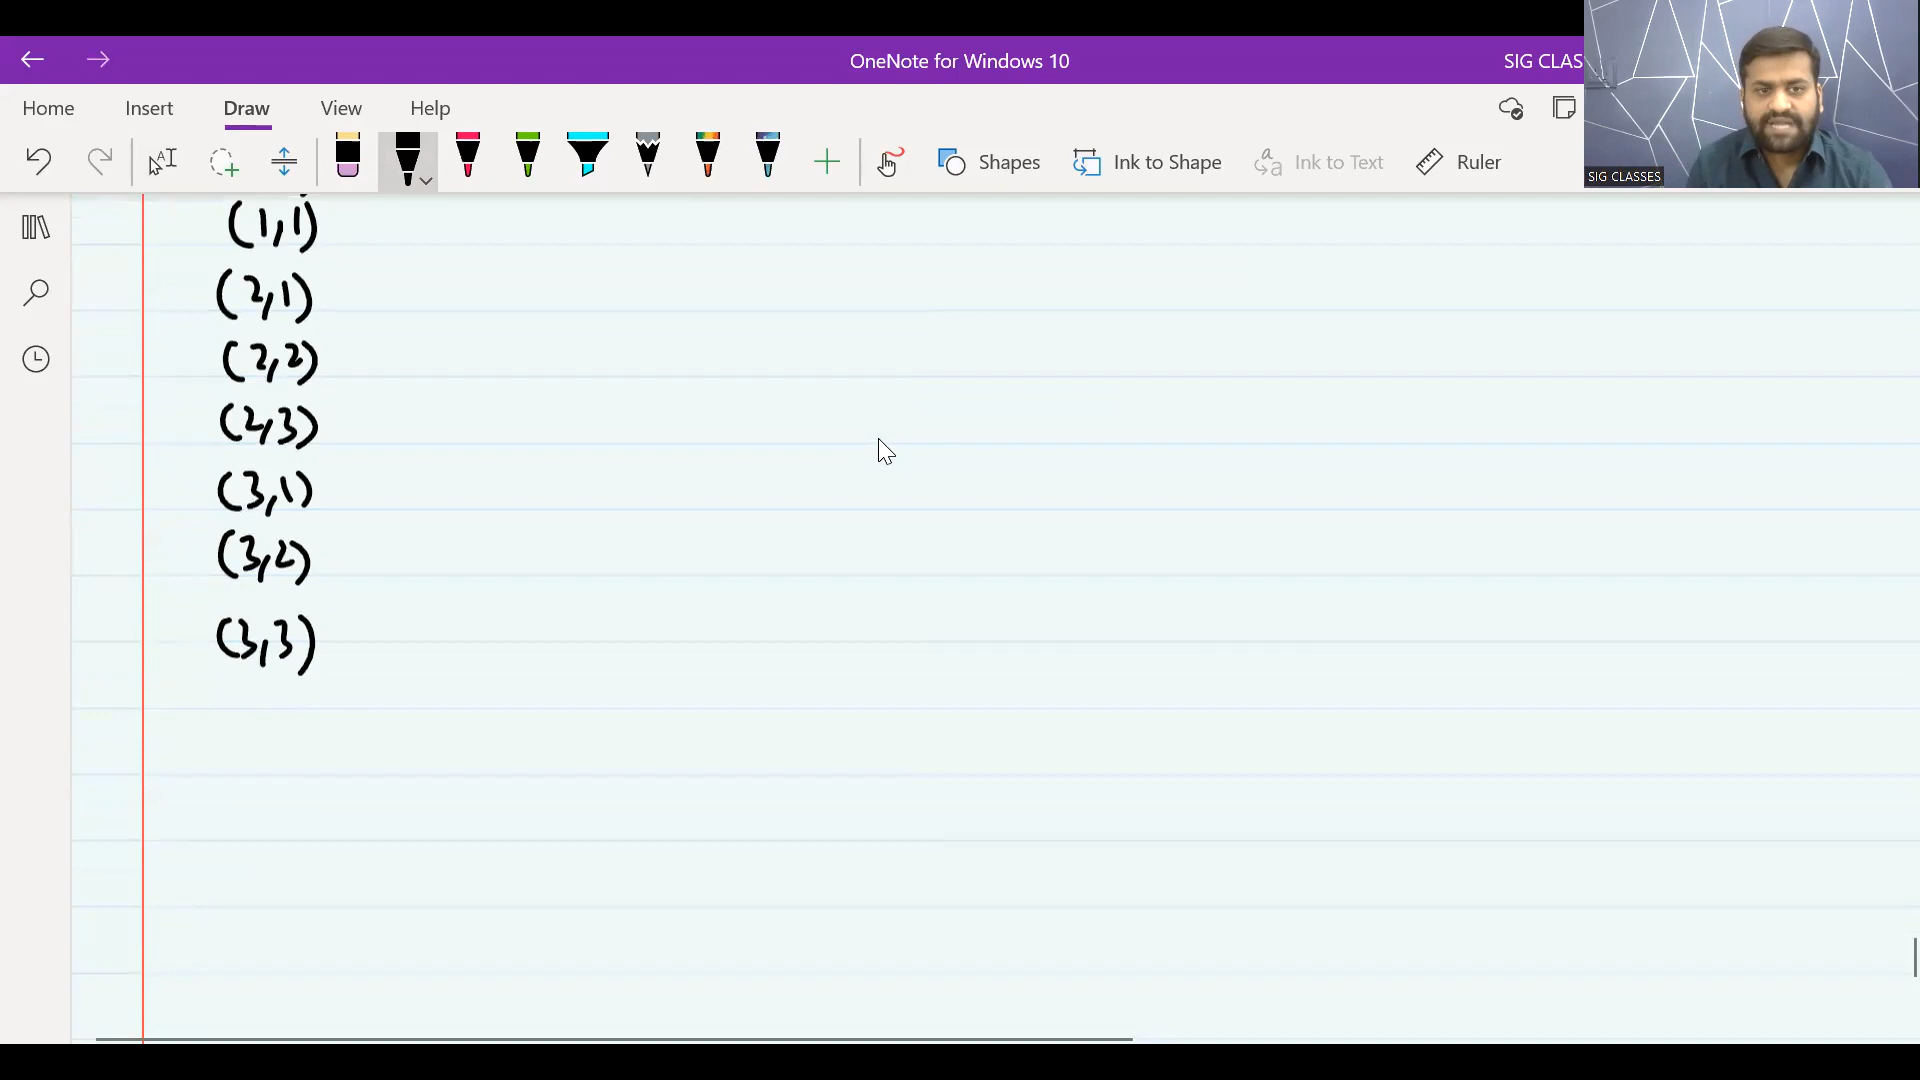 OneNote for Windows 10
SIG CLAS
Home Insert Draw View Help
Shapes Ink to Shape Ink to Text Ruler
SIG CLASSES
(1,1)
(2,1)
(2,2)
(2,3)
(3,1)
(3,2)
(3,3)